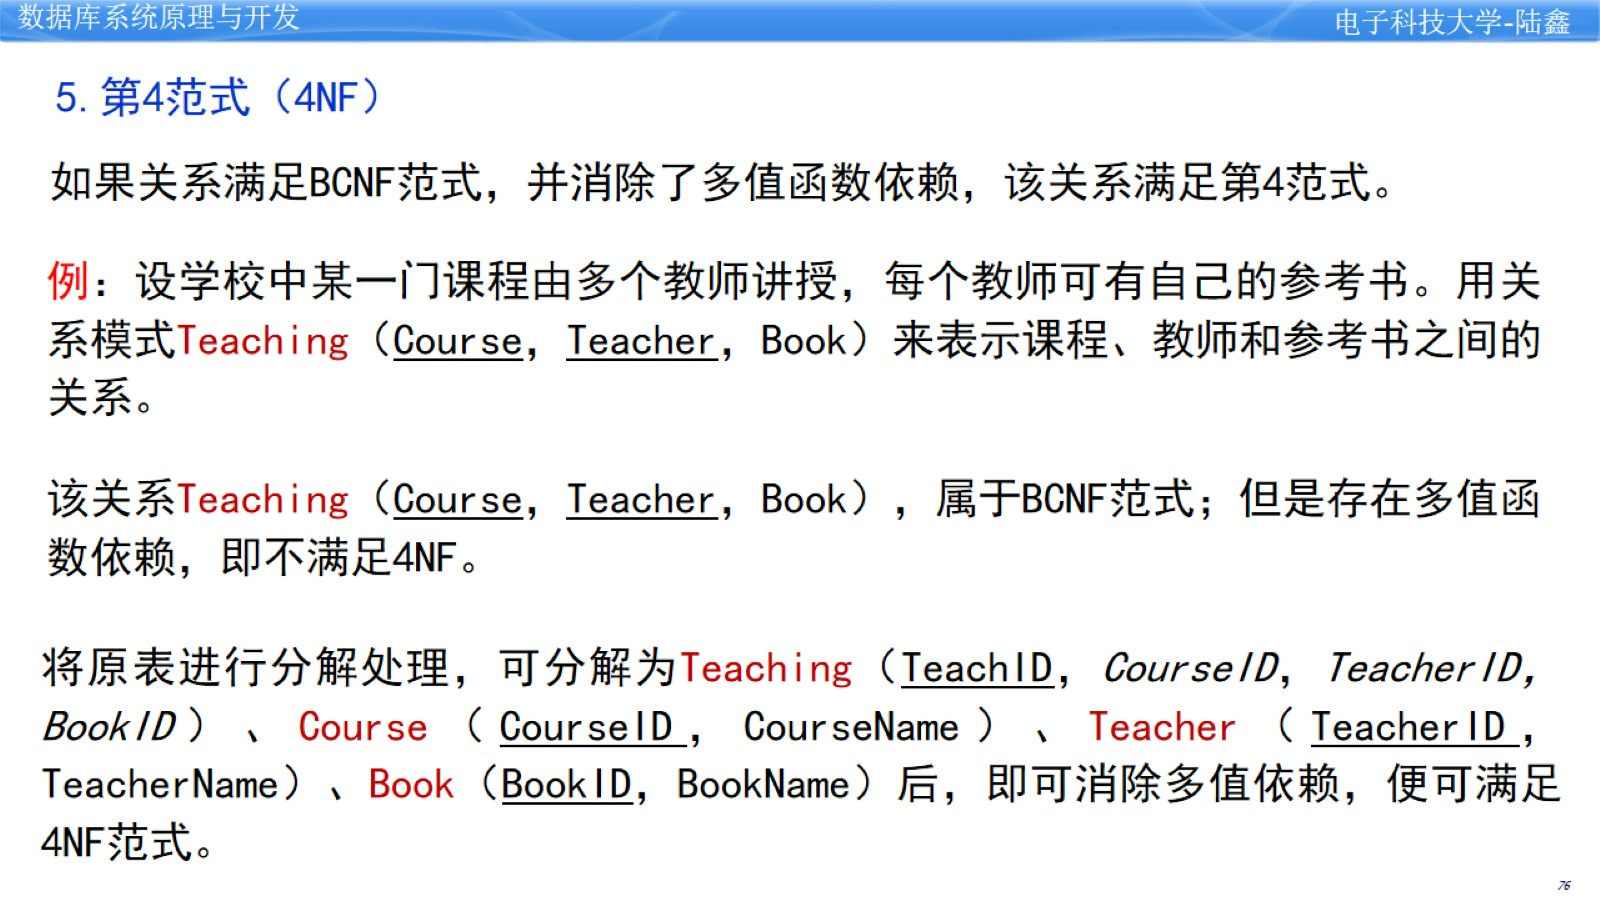 数据库系统原理与开发
电子科技大学-陆鑫
5. 第4范式（4NF）
如果关系满足BCNF范式，并消除了多值函数依赖，该关系满足第4范式。
例：设学校中某一门课程由多个教师讲授，每个教师可有自己的参考书。用关
系模式Teaching（Course，Teacher，Book）来表示课程、教师和参考书之间的
关系。
该关系Teaching（Course，Teacher，Book），属于BCNF范式；但是存在多值函
数依赖，即不满足4NF。
将原表进行分解处理，可分解为Teaching（TeachID，CourseID，TeacherID，
BookID）、Course（CourseID，CourseName）、Teacher（TeacherID，
TeacherName）、Book（BookID，BookName）后，即可消除多值依赖，便可满足
4NF范式。
76